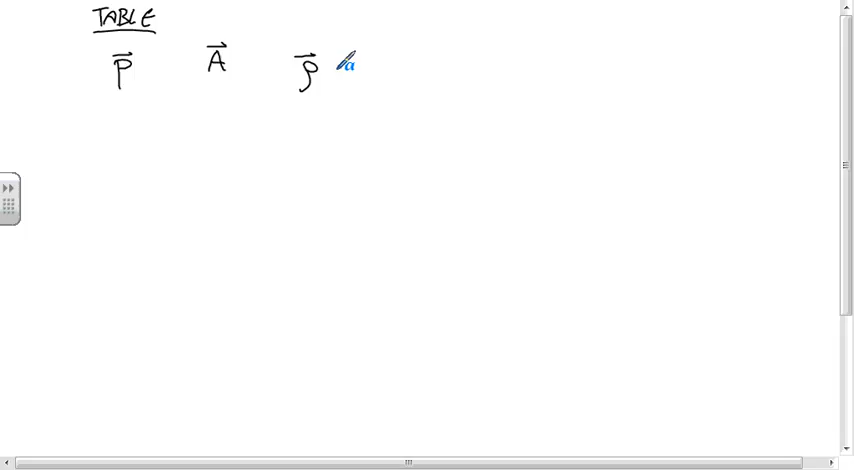 TABLE
P⃗ A⃗ ρ⃗